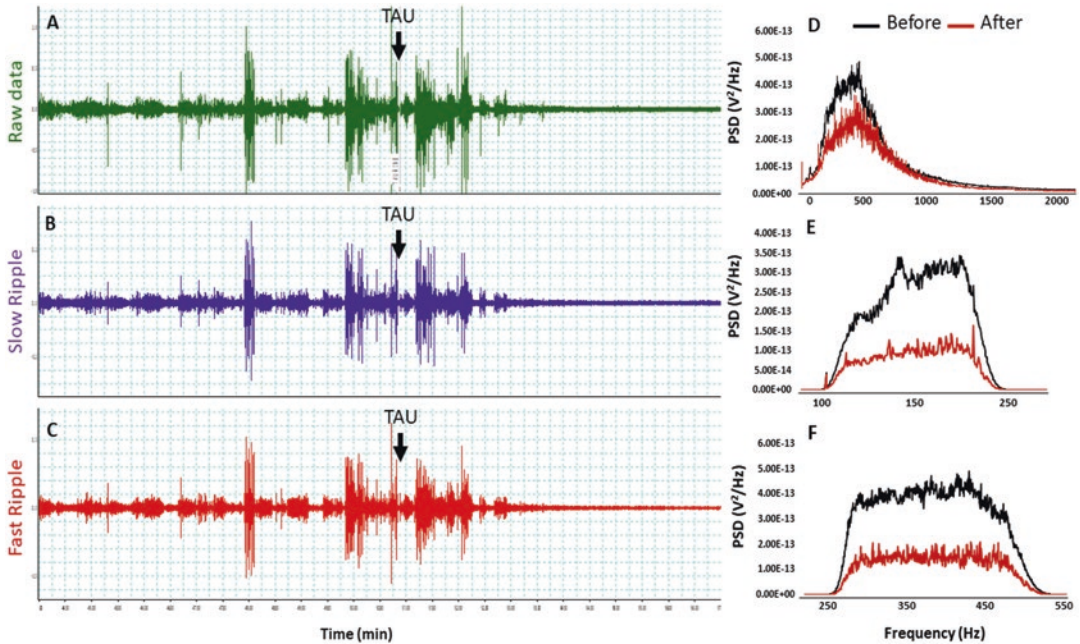 A
TAU
Raw data
B
TAU
Slow Ripple
C
TAU
Fast Ripple
Time (min)
D
Before
After
6.00E-13
5.00E-13
4.00E-13
3.00E-13
2.00E-13
1.00E-13
0.00E+00
PSD (V²/Hz)
0 500 1000 1500 2000
E
4.00E-13
3.50E-13
3.00E-13
2.50E-13
2.00E-13
1.50E-13
1.00E-13
5.00E-14
0.00E+00
PSD (V²/Hz)
100 150 250
F
6.00E-13
5.00E-13
4.00E-13
3.00E-13
2.00E-13
1.00E-13
0.00E+00
PSD (V²/Hz)
250 350 450 550
Frequency (Hz)